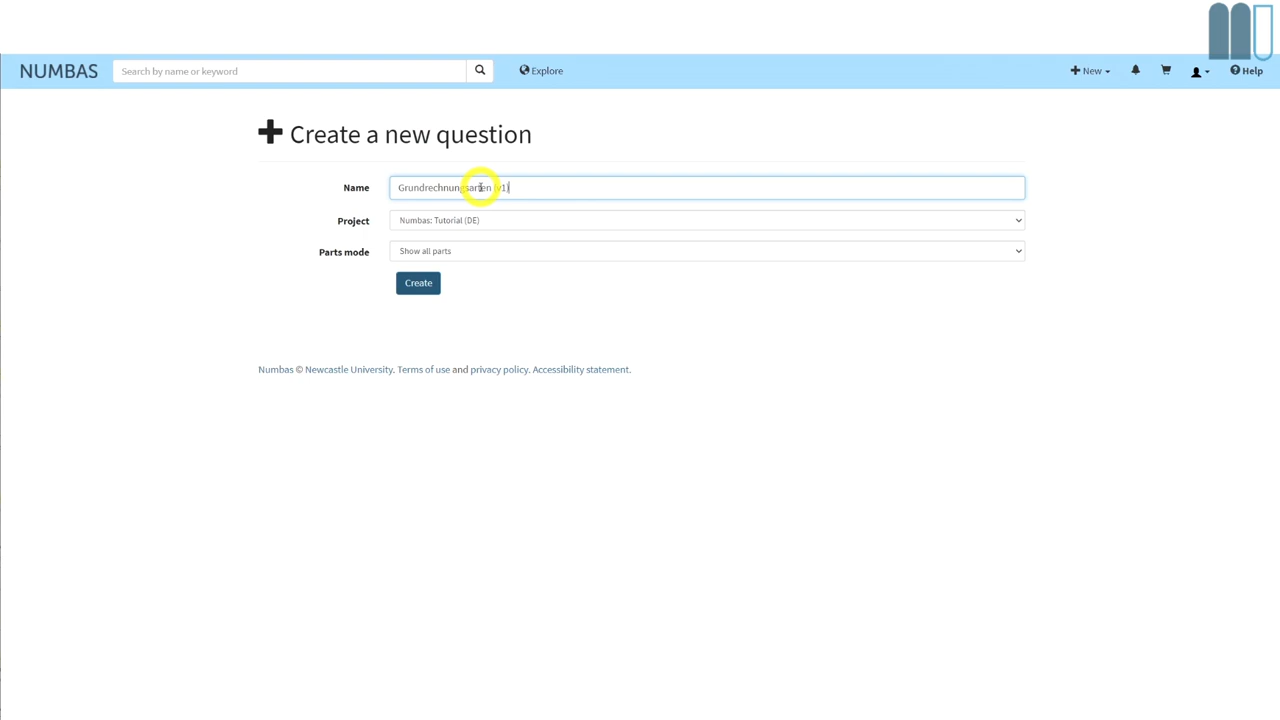 NUMBAS Search by name or keyword Explore New Help
Create a new question
Name Grundrechnungsarten (v1)
Project Numbas: Tutorial (DE)
Parts mode Show all parts
Create
Numbas © Newcastle University. Terms of use and privacy policy. Accessibility statement.